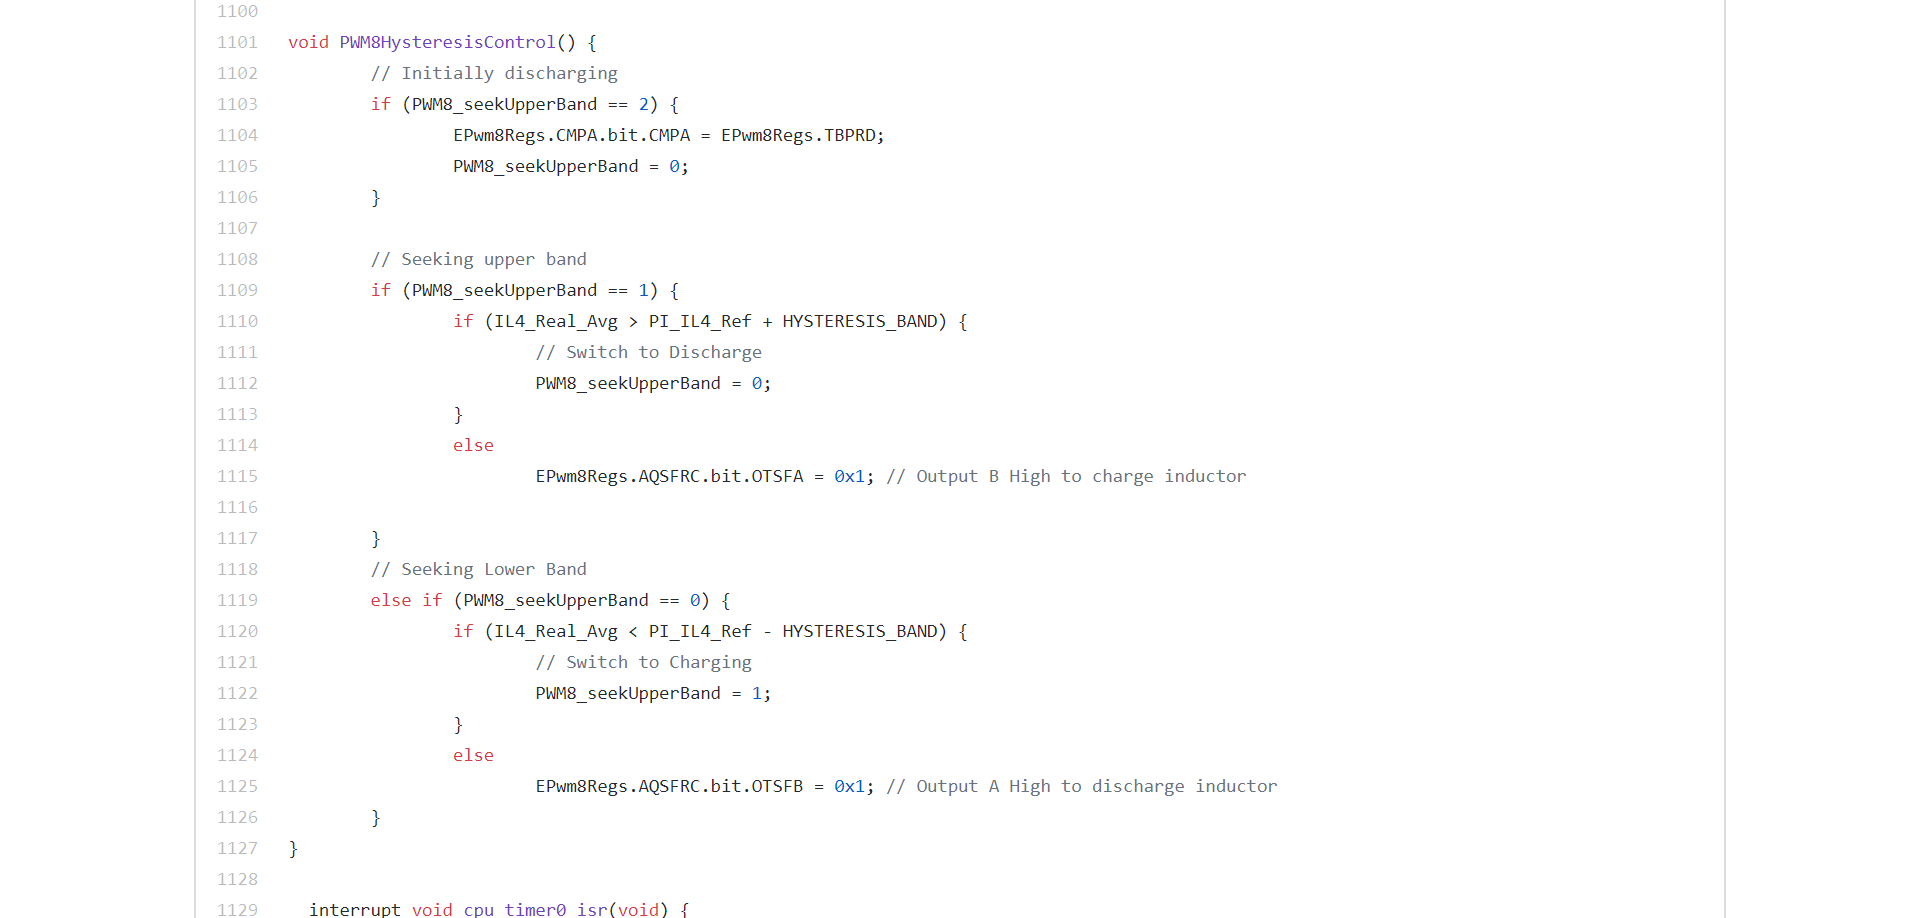 1100
1101 void PWM8HysteresisControl() {
1102 // Initially discharging
1103 if (PWM8_seekUpperBand == 2) {
1104 EPwm8Regs.CMPA.bit.CMPA = EPwm8Regs.TBPRD;
1105 PWM8_seekUpperBand = 0;
1106 }
1107
1108 // Seeking upper band
1109 if (PWM8_seekUpperBand == 1) {
1110 if (IL4_Real_Avg > PI_IL4_Ref + HYSTERESIS_BAND) {
1111 // Switch to Discharge
1112 PWM8_seekUpperBand = 0;
1113 }
1114 else
1115 EPwm8Regs.AQSFRC.bit.OTSFA = 0x1; // Output B High to charge inductor
1116
1117 }
1118 // Seeking Lower Band
1119 else if (PWM8_seekUpperBand == 0) {
1120 if (IL4_Real_Avg < PI_IL4_Ref - HYSTERESIS_BAND) {
1121 // Switch to Charging
1122 PWM8_seekUpperBand = 1;
1123 }
1124 else
1125 EPwm8Regs.AQSFRC.bit.OTSFB = 0x1; // Output A High to discharge inductor
1126 }
1127 }
1128
1129 interrupt void cpu_timer0_isr(void) {